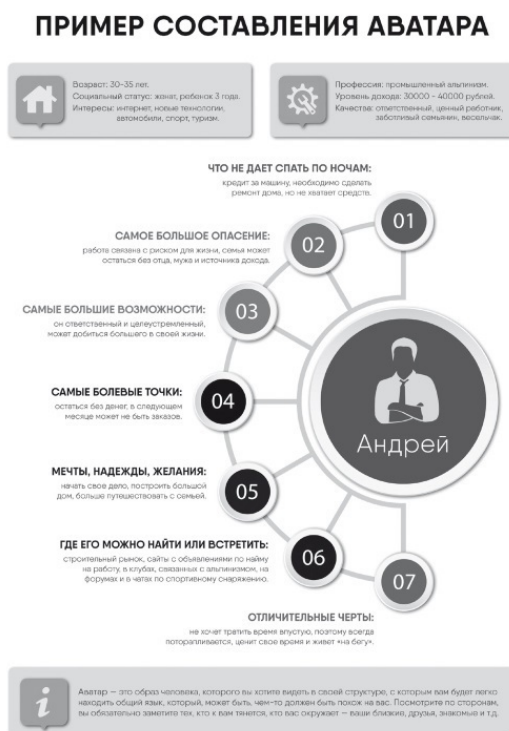 ПРИМЕР СОСТАВЛЕНИЯ АВАТАРА
Возраст: 30–35 лет.
Социальный статус: женат, ребенок 3 года.
Интересы: интернет, новые технологии,
автомобили, спорт, туризм.
Профессия: промышленный альпинизм.
Уровень дохода: 30000 - 40000 рублей.
Качества: ответственный, ценный работник,
заботливый семьянин, весельчак.
ЧТО НЕ ДАЕТ СПАТЬ ПО НОЧАМ:
кредит за машину, необходимо сделать
ремонт дома, но не хватает средств.
01
САМОЕ БОЛЬШОЕ ОПАСЕНИЕ:
работа связана с риском для жизни, семья может
остаться без отца, мужа и источника дохода.
02
САМЫЕ БОЛЬШИЕ ВОЗМОЖНОСТИ:
он ответственный и целеустремленный,
может добиться большего в своей жизни.
03
САМЫЕ БОЛЕВЫЕ ТОЧКИ:
остаться без денег, в следующем
месяце может не быть заказов.
04
Андрей
МЕЧТЫ, НАДЕЖДЫ, ЖЕЛАНИЯ:
начать свое дело, построить большой
дом, больше путешествовать с семьей.
05
ГДЕ ЕГО МОЖНО НАЙТИ ИЛИ ВСТРЕТИТЬ:
строительный рынок, сайты с объявлениями по найму
на работу, в клубах, связанных с альпинизмом, на
форумах и в чатах по спортивному снаряжению.
06
07
ОТЛИЧИТЕЛЬНЫЕ ЧЕРТЫ:
не хочет тратить время впустую, поэтому всегда
поторапливается, ценит свое время и живет «на бегу».
i
Аватар — это образ человека, которого вы хотите видеть в своей структуре, с которым вам будет легко
находить общий язык, который, может быть, чем-то должен быть похож на вас. Посмотрите по сторонам,
вы обязательно заметите тех, кто к вам тянется, кто вас окружает — ваши близкие, друзья, знакомые и т.д.